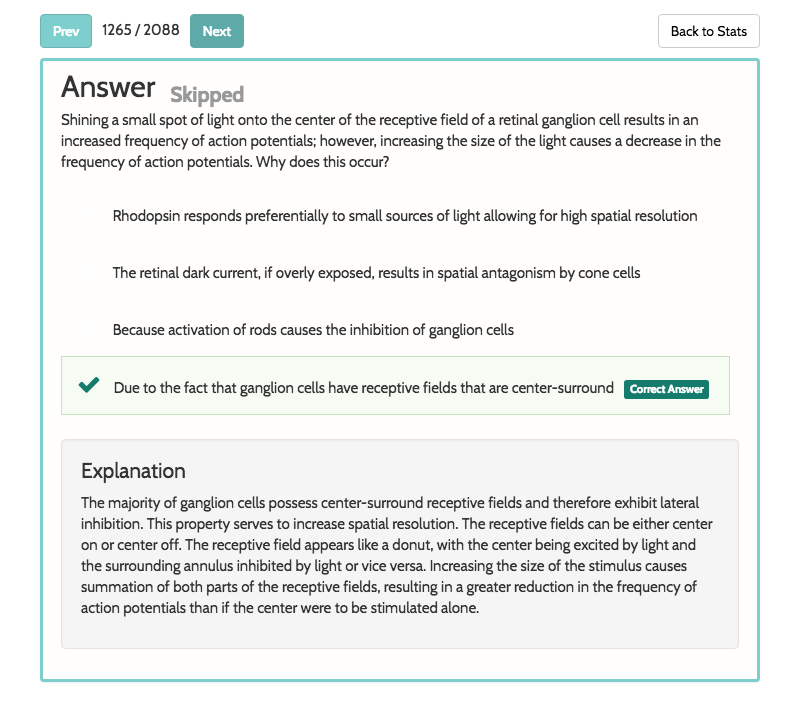 Prev 1265 / 2088 Next Back to Stats
Answer Skipped
Shining a small spot of light onto the center of the receptive field of a retinal ganglion cell results in an
increased frequency of action potentials; however, increasing the size of the light causes a decrease in the
frequency of action potentials. Why does this occur?
Rhodopsin responds preferentially to small sources of light allowing for high spatial resolution
The retinal dark current, if overly exposed, results in spatial antagonism by cone cells
Because activation of rods causes the inhibition of ganglion cells
Due to the fact that ganglion cells have receptive fields that are center-surround Correct Answer
Explanation
The majority of ganglion cells possess center-surround receptive fields and therefore exhibit lateral
inhibition. This property serves to increase spatial resolution. The receptive fields can be either center
on or center off. The receptive field appears like a donut, with the center being excited by light and
the surrounding annulus inhibited by light or vice versa. Increasing the size of the stimulus causes
summation of both parts of the receptive fields, resulting in a greater reduction in the frequency of
action potentials than if the center were to be stimulated alone.